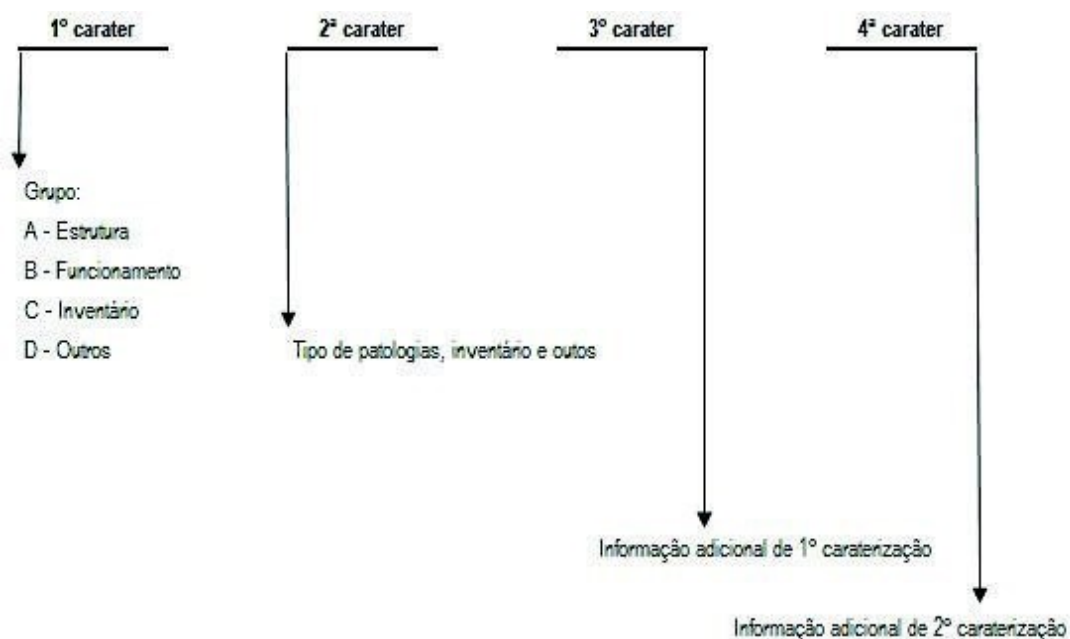 1º carater
2ª carater
3º carater
4ª carater
Grupo:
A - Estrutura
B - Funcionamento
C - Inventário
D - Outros
Tipo de patologias, inventário e outos
Informação adicional de 1º caraterização
Informação adicional de 2º caraterização